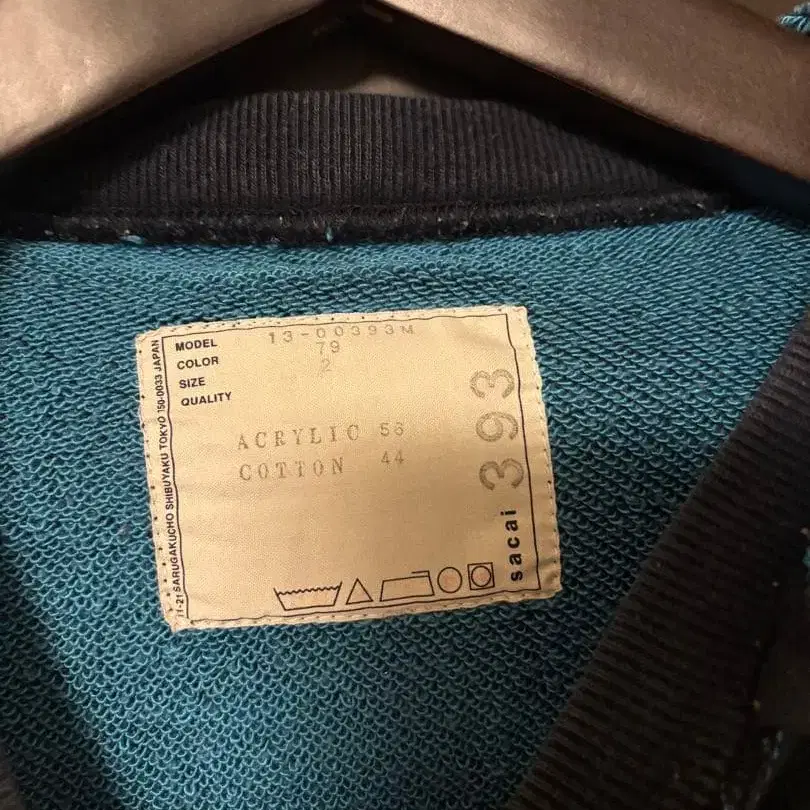 MODEL 13-00393M
COLOR 79
SIZE 2
QUALITY
ACRYLIC 56
COTTON 44
393
sacai
1-21 SARUGAKUCHO SHIBUYAKU TOKYO 150-0033 JAPAN